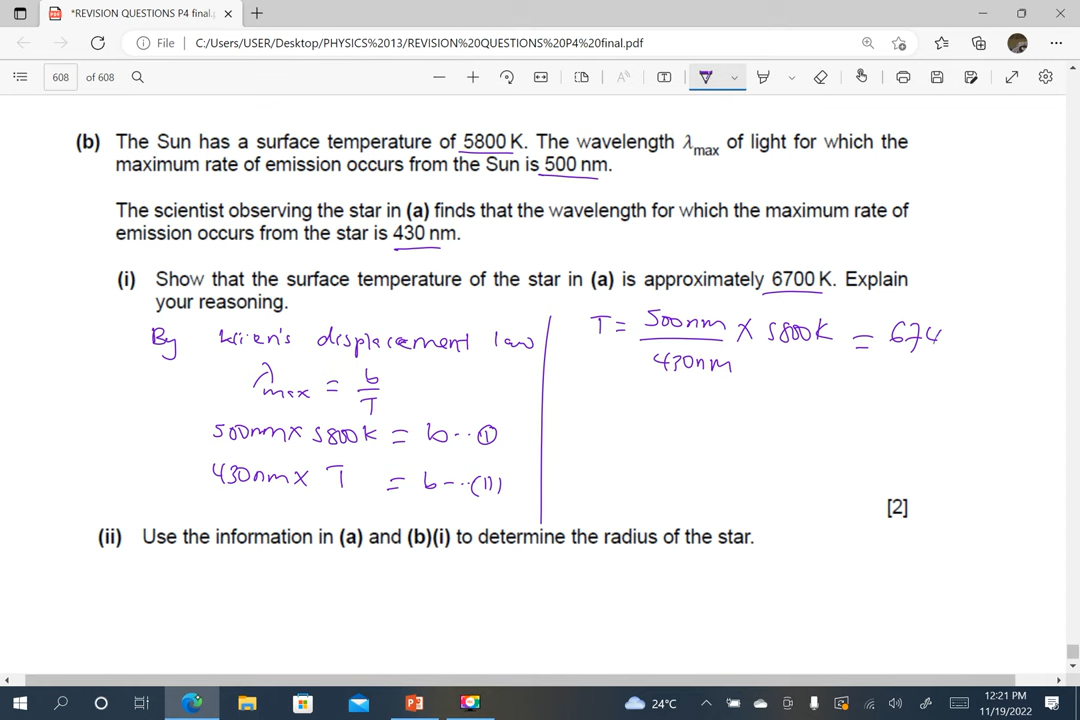 *REVISION QUESTIONS P4 final.p
File C:/Users/USER/Desktop/PHYSICS%2013/REVISION%20QUESTIONS%20P4%20final.pdf
608 of 608
(b) The Sun has a surface temperature of 5800 K. The wavelength λmax of light for which the
maximum rate of emission occurs from the Sun is 500 nm.
The scientist observing the star in (a) finds that the wavelength for which the maximum rate of
emission occurs from the star is 430 nm.
(i) Show that the surface temperature of the star in (a) is approximately 6700 K. Explain
your reasoning.
By Wien's displacement law
λmax = b/T
500nm × 5800K = b ... (i)
430nm × T = b ... (ii)
T = 500nm/430nm × 5800K = 674
[2]
(ii) Use the information in (a) and (b)(i) to determine the radius of the star.
24°C
12:21 PM
11/19/2022